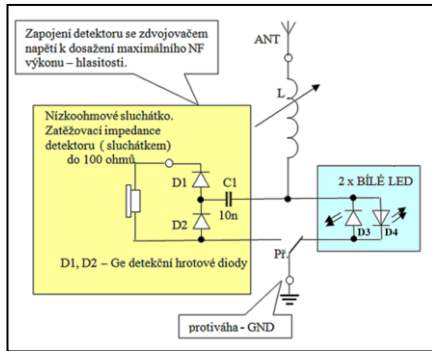 Zapojení detektoru se zdvojovačem
napětí k dosažení maximálního NF
výkonu – hlasitosti.
ANT
L
Nízkoohmové sluchátko.
Zatěžovací impedance
detektoru ( sluchátkem)
do 100 ohmů
D1
C1
10n
D2
2 x BÍLÉ LED
D3
D4
Př.
D1, D2 – Ge detekční hrotové diody
protiváha - GND